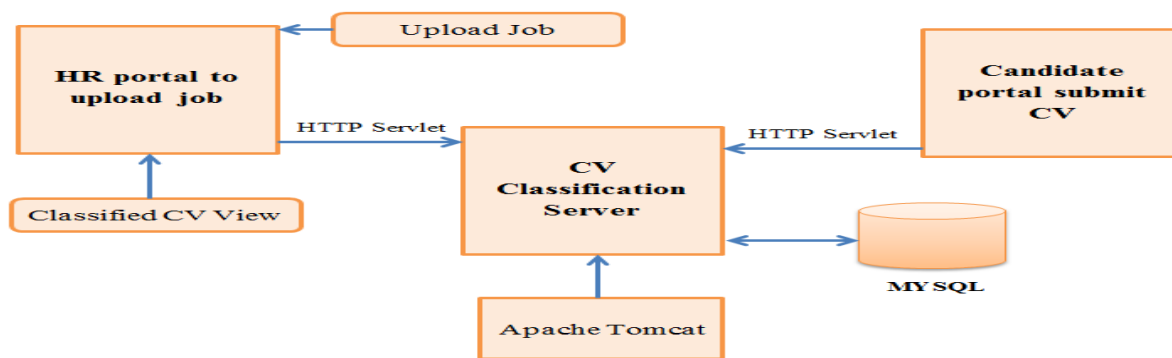 Upload Job
HR portal to
upload job
Candidate
portal submit
CV
HTTP Servlet
HTTP Servlet
CV
Classification
Server
Classified CV View
MYSQL
Apache Tomcat